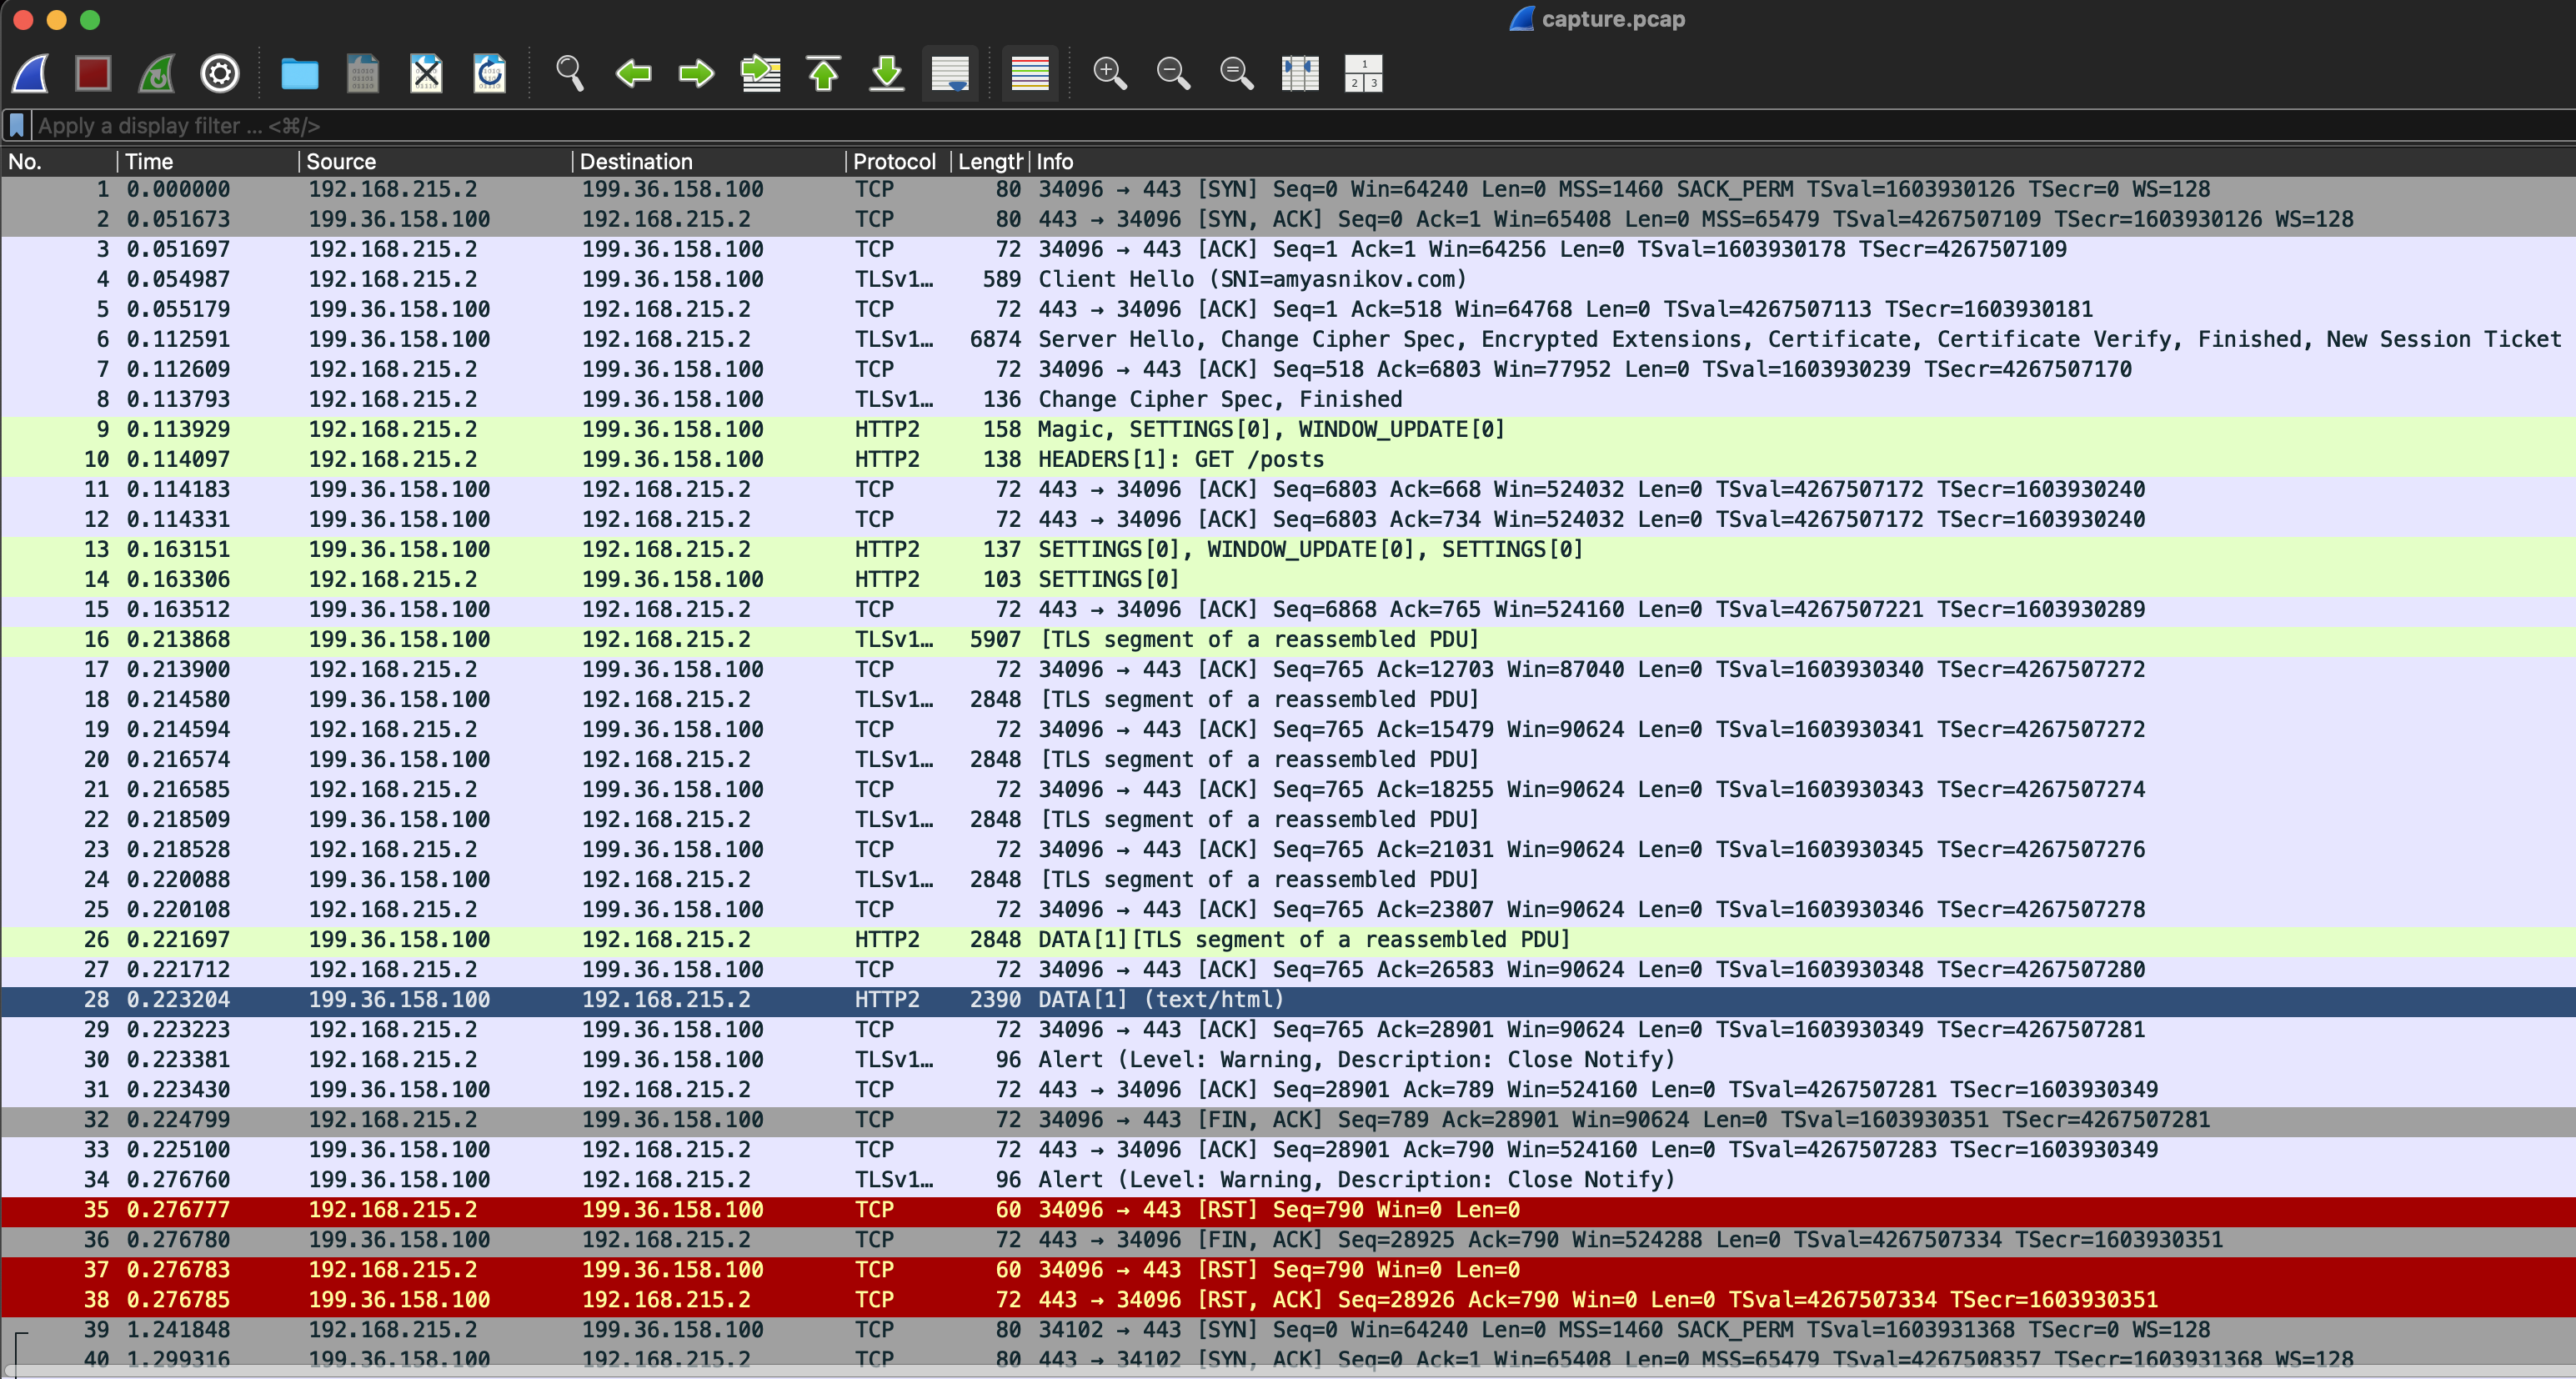 capture.pcap
Apply a display filter ... <⌘/>
No. Time Source Destination Protocol Length Info
1 0.000000 192.168.215.2 199.36.158.100 TCP 80 34096 → 443 [SYN] Seq=0 Win=64240 Len=0 MSS=1460 SACK_PERM TSval=1603930126 TSecr=0 WS=128
2 0.051673 199.36.158.100 192.168.215.2 TCP 80 443 → 34096 [SYN, ACK] Seq=0 Ack=1 Win=65408 Len=0 MSS=65479 TSval=4267507109 TSecr=1603930126 WS=128
3 0.051697 192.168.215.2 199.36.158.100 TCP 72 34096 → 443 [ACK] Seq=1 Ack=1 Win=64256 Len=0 TSval=1603930178 TSecr=4267507109
4 0.054987 192.168.215.2 199.36.158.100 TLSv1… 589 Client Hello (SNI=amyasnikov.com)
5 0.055179 199.36.158.100 192.168.215.2 TCP 72 443 → 34096 [ACK] Seq=1 Ack=518 Win=64768 Len=0 TSval=4267507113 TSecr=1603930181
6 0.112591 199.36.158.100 192.168.215.2 TLSv1… 6874 Server Hello, Change Cipher Spec, Encrypted Extensions, Certificate, Certificate Verify, Finished, New Session Ticket
7 0.112609 192.168.215.2 199.36.158.100 TCP 72 34096 → 443 [ACK] Seq=518 Ack=6803 Win=77952 Len=0 TSval=1603930239 TSecr=4267507170
8 0.113793 192.168.215.2 199.36.158.100 TLSv1… 136 Change Cipher Spec, Finished
9 0.113929 192.168.215.2 199.36.158.100 HTTP2 158 Magic, SETTINGS[0], WINDOW_UPDATE[0]
10 0.114097 192.168.215.2 199.36.158.100 HTTP2 138 HEADERS[1]: GET /posts
11 0.114183 199.36.158.100 192.168.215.2 TCP 72 443 → 34096 [ACK] Seq=6803 Ack=668 Win=524032 Len=0 TSval=4267507172 TSecr=1603930240
12 0.114331 199.36.158.100 192.168.215.2 TCP 72 443 → 34096 [ACK] Seq=6803 Ack=734 Win=524032 Len=0 TSval=4267507172 TSecr=1603930240
13 0.163151 199.36.158.100 192.168.215.2 HTTP2 137 SETTINGS[0], WINDOW_UPDATE[0], SETTINGS[0]
14 0.163306 192.168.215.2 199.36.158.100 HTTP2 103 SETTINGS[0]
15 0.163512 199.36.158.100 192.168.215.2 TCP 72 443 → 34096 [ACK] Seq=6868 Ack=765 Win=524160 Len=0 TSval=4267507221 TSecr=1603930289
16 0.213868 199.36.158.100 192.168.215.2 TLSv1… 5907 [TLS segment of a reassembled PDU]
17 0.213900 192.168.215.2 199.36.158.100 TCP 72 34096 → 443 [ACK] Seq=765 Ack=12703 Win=87040 Len=0 TSval=1603930340 TSecr=4267507272
18 0.214580 199.36.158.100 192.168.215.2 TLSv1… 2848 [TLS segment of a reassembled PDU]
19 0.214594 192.168.215.2 199.36.158.100 TCP 72 34096 → 443 [ACK] Seq=765 Ack=15479 Win=90624 Len=0 TSval=1603930341 TSecr=4267507272
20 0.216574 199.36.158.100 192.168.215.2 TLSv1… 2848 [TLS segment of a reassembled PDU]
21 0.216585 192.168.215.2 199.36.158.100 TCP 72 34096 → 443 [ACK] Seq=765 Ack=18255 Win=90624 Len=0 TSval=1603930343 TSecr=4267507274
22 0.218509 199.36.158.100 192.168.215.2 TLSv1… 2848 [TLS segment of a reassembled PDU]
23 0.218528 192.168.215.2 199.36.158.100 TCP 72 34096 → 443 [ACK] Seq=765 Ack=21031 Win=90624 Len=0 TSval=1603930345 TSecr=4267507276
24 0.220088 199.36.158.100 192.168.215.2 TLSv1… 2848 [TLS segment of a reassembled PDU]
25 0.220108 192.168.215.2 199.36.158.100 TCP 72 34096 → 443 [ACK] Seq=765 Ack=23807 Win=90624 Len=0 TSval=1603930346 TSecr=4267507278
26 0.221697 199.36.158.100 192.168.215.2 HTTP2 2848 DATA[1][TLS segment of a reassembled PDU]
27 0.221712 192.168.215.2 199.36.158.100 TCP 72 34096 → 443 [ACK] Seq=765 Ack=26583 Win=90624 Len=0 TSval=1603930348 TSecr=4267507280
28 0.223204 199.36.158.100 192.168.215.2 HTTP2 2390 DATA[1] (text/html)
29 0.223223 192.168.215.2 199.36.158.100 TCP 72 34096 → 443 [ACK] Seq=765 Ack=28901 Win=90624 Len=0 TSval=1603930349 TSecr=4267507281
30 0.223381 192.168.215.2 199.36.158.100 TLSv1… 96 Alert (Level: Warning, Description: Close Notify)
31 0.223430 199.36.158.100 192.168.215.2 TCP 72 443 → 34096 [ACK] Seq=28901 Ack=789 Win=524160 Len=0 TSval=4267507281 TSecr=1603930349
32 0.224799 192.168.215.2 199.36.158.100 TCP 72 34096 → 443 [FIN, ACK] Seq=789 Ack=28901 Win=90624 Len=0 TSval=1603930351 TSecr=4267507281
33 0.225100 199.36.158.100 192.168.215.2 TCP 72 443 → 34096 [ACK] Seq=28901 Ack=790 Win=524160 Len=0 TSval=4267507283 TSecr=1603930349
34 0.276760 199.36.158.100 192.168.215.2 TLSv1… 96 Alert (Level: Warning, Description: Close Notify)
35 0.276777 192.168.215.2 199.36.158.100 TCP 60 34096 → 443 [RST] Seq=790 Win=0 Len=0
36 0.276780 199.36.158.100 192.168.215.2 TCP 72 443 → 34096 [FIN, ACK] Seq=28925 Ack=790 Win=524288 Len=0 TSval=4267507334 TSecr=1603930351
37 0.276783 192.168.215.2 199.36.158.100 TCP 60 34096 → 443 [RST] Seq=790 Win=0 Len=0
38 0.276785 199.36.158.100 192.168.215.2 TCP 72 443 → 34096 [RST, ACK] Seq=28926 Ack=790 Win=0 Len=0 TSval=4267507334 TSecr=1603930351
39 1.241848 192.168.215.2 199.36.158.100 TCP 80 34102 → 443 [SYN] Seq=0 Win=64240 Len=0 MSS=1460 SACK_PERM TSval=1603931368 TSecr=0 WS=128
40 1.299316 199.36.158.100 192.168.215.2 TCP 80 443 → 34102 [SYN, ACK] Seq=0 Ack=1 Win=65408 Len=0 MSS=65479 TSval=4267508357 TSecr=1603931368 WS=128